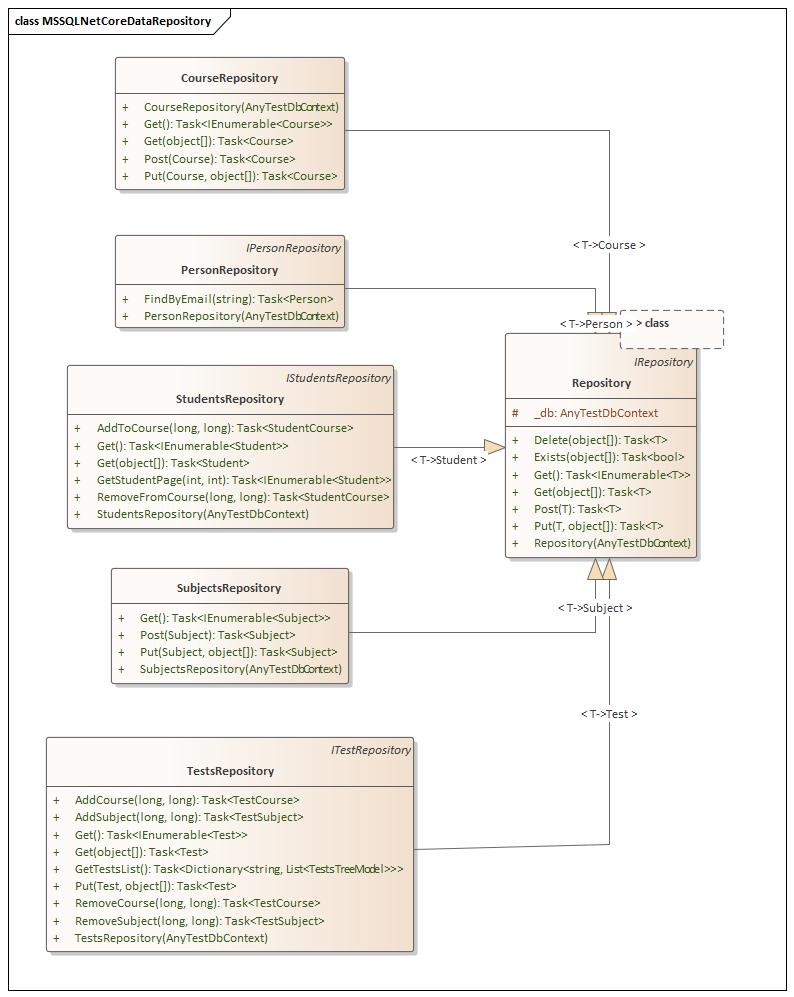 class MSSQLNetCoreDataRepository
CourseRepository
+ CourseRepository(AnyTestDbContext)
+ Get(): Task<IEnumerable<Course>>
+ Get(object[]): Task<Course>
+ Post(Course): Task<Course>
+ Put(Course, object[]): Task<Course>
< T->Course >
IPersonRepository
PersonRepository
+ FindByEmail(string): Task<Person>
+ PersonRepository(AnyTestDbContext)
< T->Person >
> class
IStudentsRepository
StudentsRepository
+ AddToCourse(long, long): Task<StudentCourse>
+ Get(): Task<IEnumerable<Student>>
+ Get(object[]): Task<Student>
+ GetStudentPage(int, int): Task<IEnumerable<Student>>
+ RemoveFromCourse(long, long): Task<StudentCourse>
+ StudentsRepository(AnyTestDbContext)
< T->Student >
IRepository
Repository
# _db: AnyTestDbContext
+ Delete(object[]): Task<T>
+ Exists(object[]): Task<bool>
+ Get(): Task<IEnumerable<T>>
+ Get(object[]): Task<T>
+ Post(T): Task<T>
+ Put(T, object[]): Task<T>
+ Repository(AnyTestDbContext)
SubjectsRepository
+ Get(): Task<IEnumerable<Subject>>
+ Post(Subject): Task<Subject>
+ Put(Subject, object[]): Task<Subject>
+ SubjectsRepository(AnyTestDbContext)
< T->Subject >
< T->Test >
ITestRepository
TestsRepository
+ AddCourse(long, long): Task<TestCourse>
+ AddSubject(long, long): Task<TestSubject>
+ Get(): Task<IEnumerable<Test>>
+ Get(object[]): Task<Test>
+ GetTestsList(): Task<Dictionary<string, List<TestsTreeModel>>>
+ Put(Test, object[]): Task<Test>
+ RemoveCourse(long, long): Task<TestCourse>
+ RemoveSubject(long, long): Task<TestSubject>
+ TestsRepository(AnyTestDbContext)